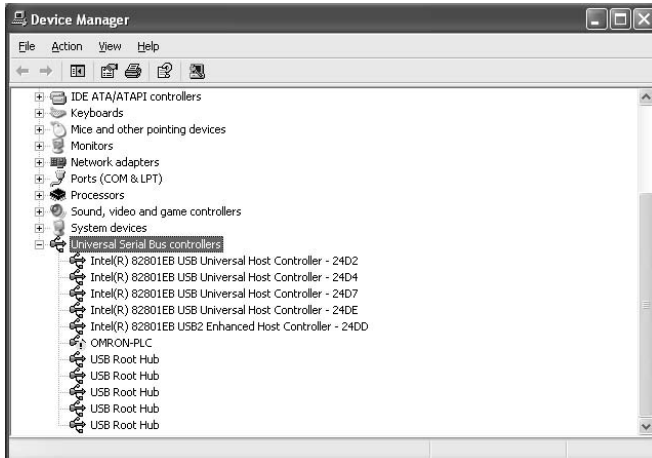 Device Manager
File Action View Help
IDE ATA/ATAPI controllers
Keyboards
Mice and other pointing devices
Monitors
Network adapters
Ports (COM & LPT)
Processors
Sound, video and game controllers
System devices
Universal Serial Bus controllers
Intel(R) 82801EB USB Universal Host Controller - 24D2
Intel(R) 82801EB USB Universal Host Controller - 24D4
Intel(R) 82801EB USB Universal Host Controller - 24D7
Intel(R) 82801EB USB Universal Host Controller - 24DE
Intel(R) 82801EB USB2 Enhanced Host Controller - 24DD
OMRON-PLC
USB Root Hub
USB Root Hub
USB Root Hub
USB Root Hub
USB Root Hub